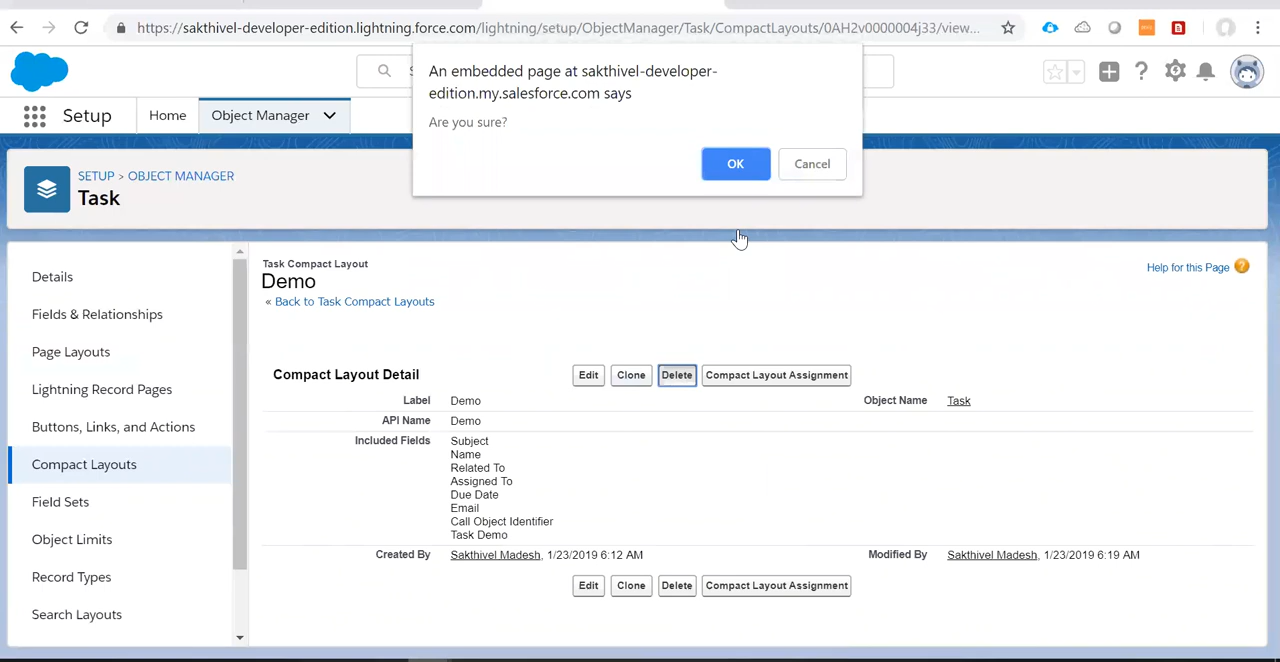 https://sakthivel-developer-edition.lightning.force.com/lightning/setup/ObjectManager/Task/CompactLayouts/0AH2v0000004j33/view...
An embedded page at sakthivel-developer-
edition.my.salesforce.com says
Are you sure?
OK
Cancel
Setup
Home
Object Manager
SETUP > OBJECT MANAGER
Task
Details
Fields & Relationships
Page Layouts
Lightning Record Pages
Buttons, Links, and Actions
Compact Layouts
Field Sets
Object Limits
Record Types
Search Layouts
Task Compact Layout
Demo
« Back to Task Compact Layouts
Help for this Page
Compact Layout Detail
Edit Clone Delete Compact Layout Assignment
Label Demo Object Name Task
API Name Demo
Included Fields Subject
Name
Related To
Assigned To
Due Date
Email
Call Object Identifier
Task Demo
Created By Sakthivel Madesh, 1/23/2019 6:12 AM Modified By Sakthivel Madesh, 1/23/2019 6:19 AM
Edit Clone Delete Compact Layout Assignment